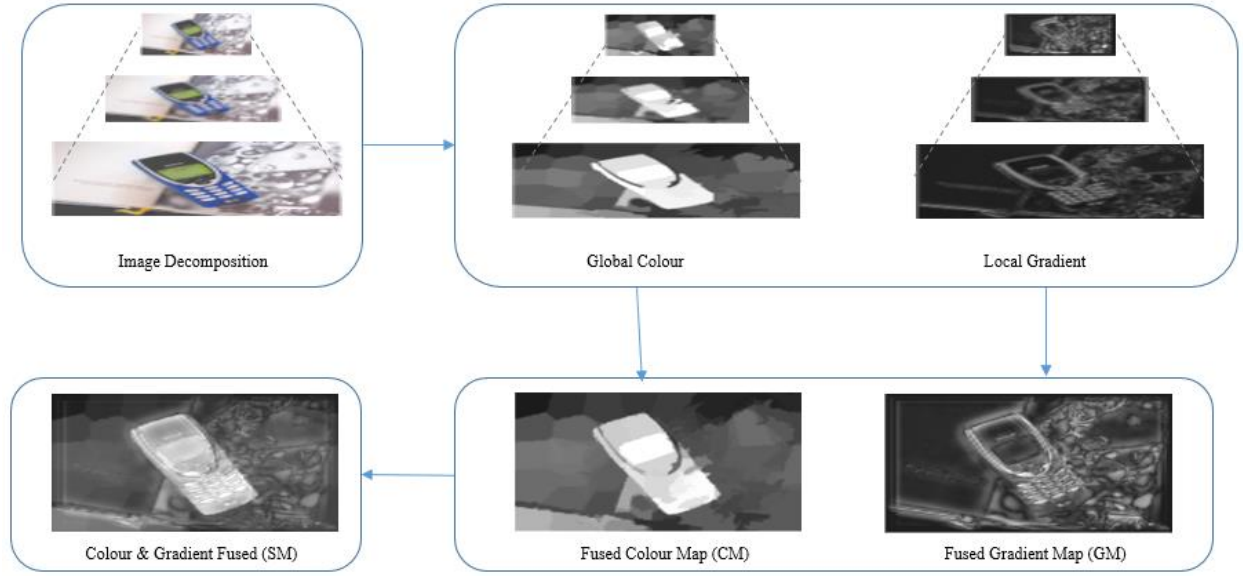 Image Decomposition
Global Colour
Local Gradient
Colour & Gradient Fused (SM)
Fused Colour Map (CM)
Fused Gradient Map (GM)